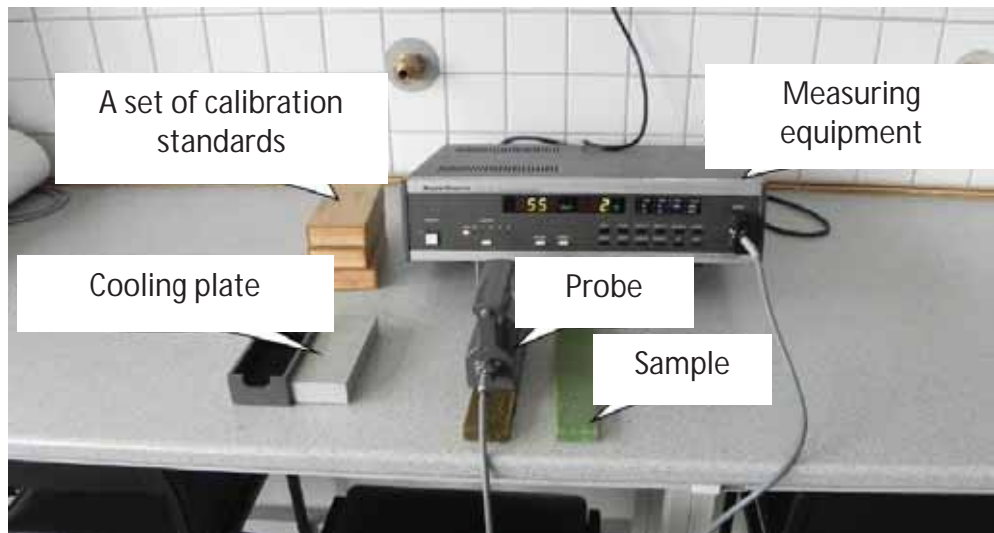 A set of calibration
standards
Measuring
equipment
Cooling plate
Probe
Sample
55
2